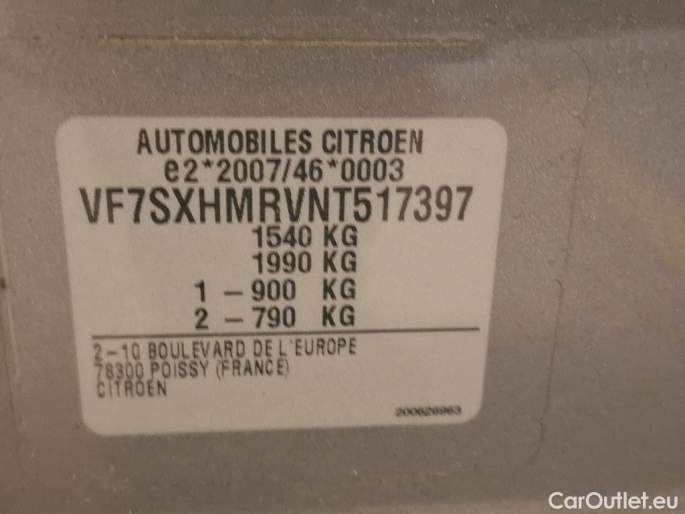 AUTOMOBILES CITROEN
e2*2007/46*0003
VF7SXHMRVNT517397
1540 KG
1990 KG
1 - 900 KG
2 - 790 KG
2-10 BOULEVARD DE L'EUROPE
78300 POISSY (FRANCE)
CITROEN
200626963
CarOutlet.eu